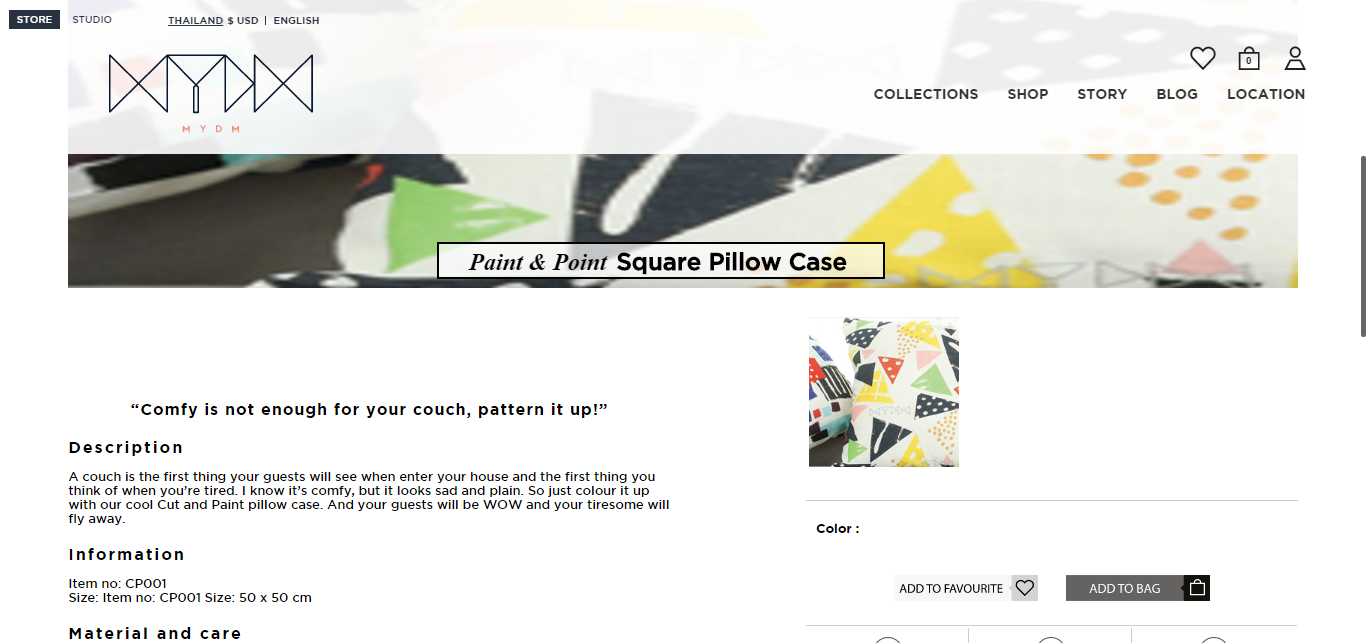 STORE STUDIO THAILAND $ USD | ENGLISH
0
MYDM
COLLECTIONS SHOP STORY BLOG LOCATION
Paint & Point Square Pillow Case
“Comfy is not enough for your couch, pattern it up!”
Description
A couch is the first thing your guests will see when enter your house and the first thing you
think of when you’re tired. I know it’s comfy, but it looks sad and plain. So just colour it up
with our cool Cut and Paint pillow case. And your guests will be WOW and your tiresome will
fly away.
Information
Item no: CP001
Size: Item no: CP001 Size: 50 x 50 cm
Material and care
Color :
ADD TO FAVOURITE
ADD TO BAG